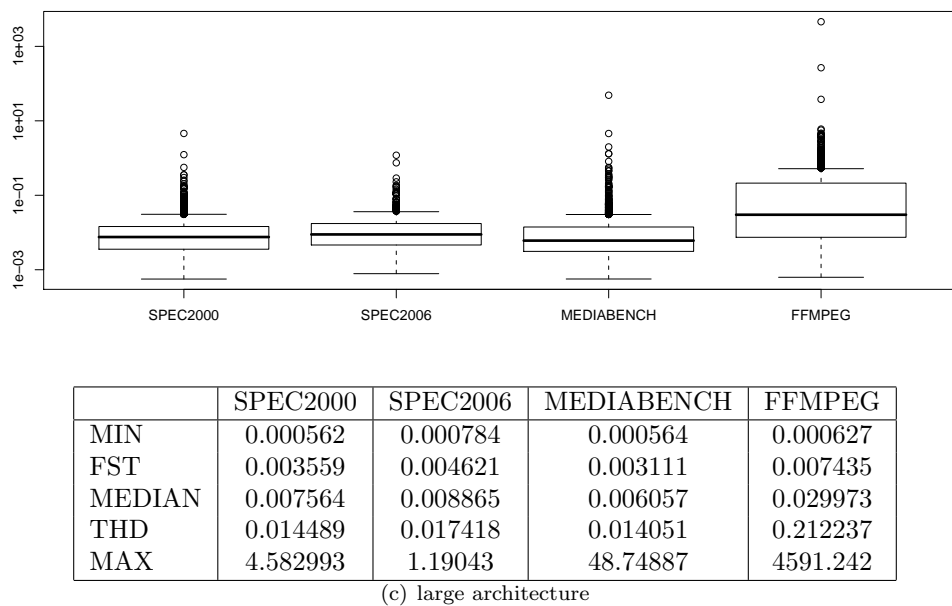 1e+03
1e+01
1e-01
1e-03
SPEC2000 SPEC2006 MEDIABENCH FFMPEG
SPEC2000 SPEC2006 MEDIABENCH FFMPEG
MIN 0.000562 0.000784 0.000564 0.000627
FST 0.003559 0.004621 0.003111 0.007435
MEDIAN 0.007564 0.008865 0.006057 0.029973
THD 0.014489 0.017418 0.014051 0.212237
MAX 4.582993 1.19043 48.74887 4591.242
(c) large architecture